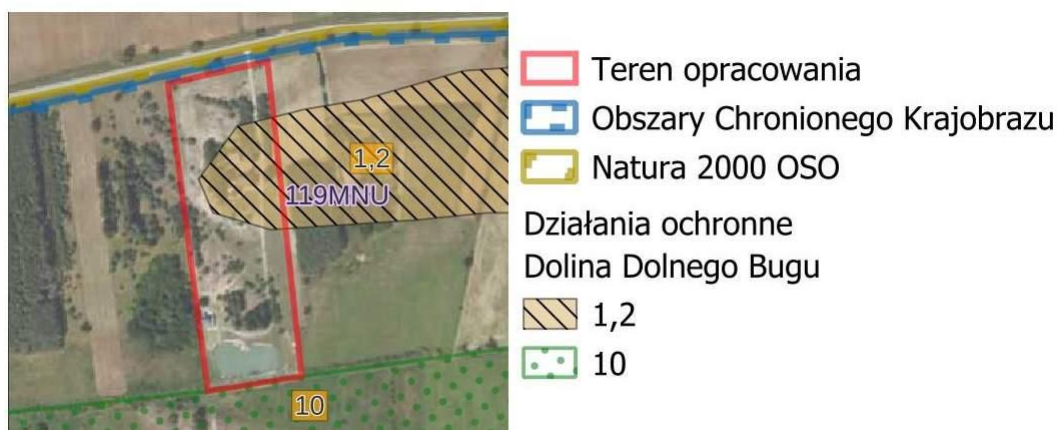 1,2
119MNU
10
Teren opracowania
Obszary Chronionego Krajobrazu
Natura 2000 OSO
Działania ochronne
Dolina Dolnego Bugu
1,2
10